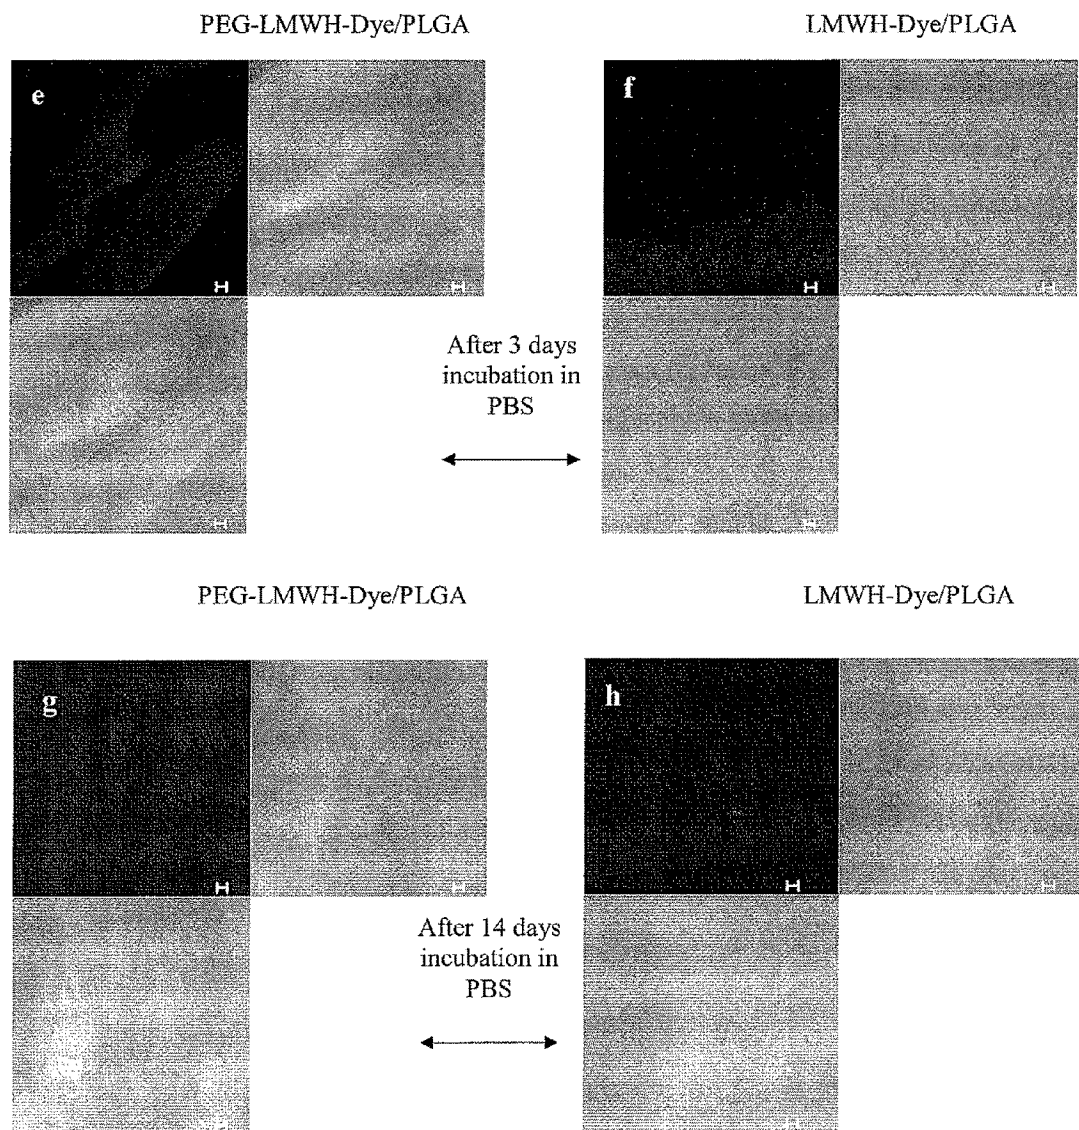 PEG-LMWH-Dye/PLGA
LMWH-Dye/PLGA
e
f
After 3 days
incubation in
PBS
PEG-LMWH-Dye/PLGA
LMWH-Dye/PLGA
g
h
After 14 days
incubation in
PBS